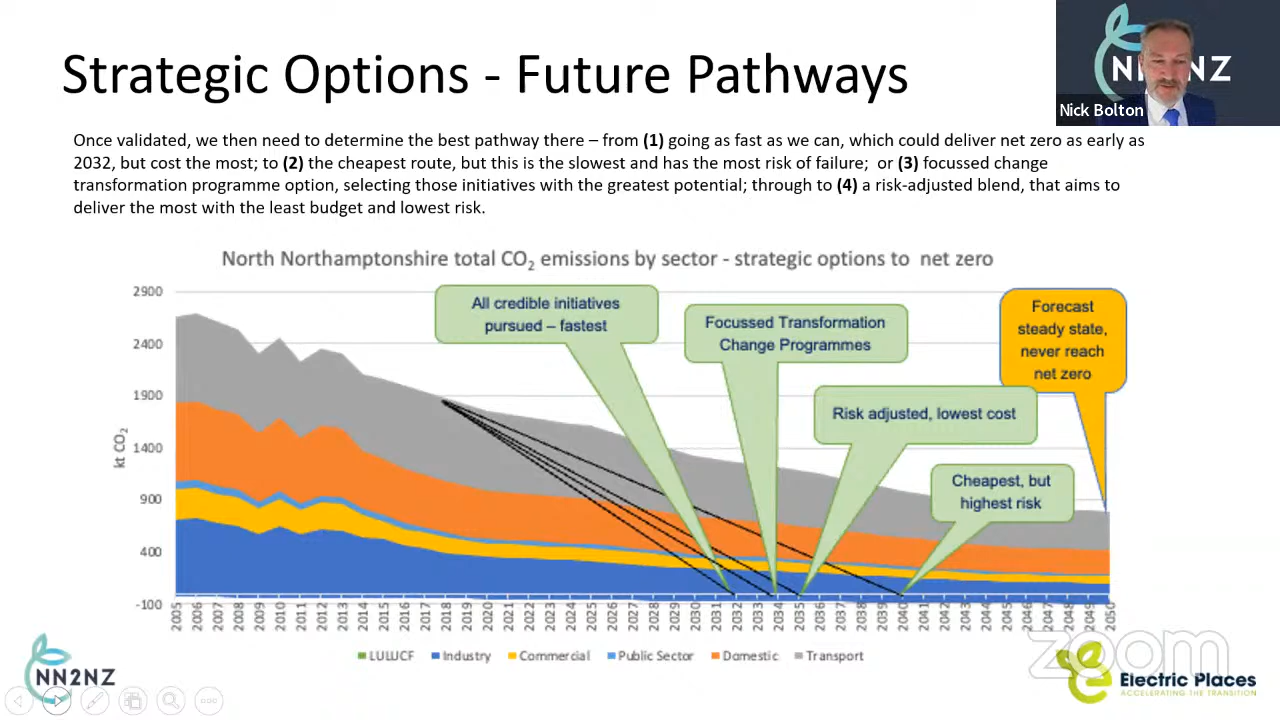 Strategic Options - Future Pathways
NN2NZ
Nick Bolton
Once validated, we then need to determine the best pathway there – from (1) going as fast as we can, which could deliver net zero as early as
2032, but cost the most; to (2) the cheapest route, but this is the slowest and has the most risk of failure; or (3) focussed change
transformation programme option, selecting those initiatives with the greatest potential; through to (4) a risk-adjusted blend, that aims to
deliver the most with the least budget and lowest risk.
North Northamptonshire total CO₂ emissions by sector - strategic options to net zero
All credible initiatives
pursued – fastest
Focussed Transformation
Change Programmes
Forecast
steady state,
never reach
net zero
Risk adjusted, lowest cost
Cheapest, but
highest risk
kt CO₂
2900
2400
1900
1400
900
400
-100
2005 2006 2007 2008 2009 2010 2011 2012 2013 2014 2015 2016 2017 2018 2019 2020 2021 2022 2023 2024 2025 2026 2027 2028 2029 2030 2031 2032 2033 2034 2035 2036 2037 2038 2039 2040 2041 2042 2043 2044 2045 2046 2047 2048 2049 2050
LULUCF Industry Commercial Public Sector Domestic Transport
NN2NZ
zoom
Electric Places
ACCELERATING THE TRANSITION